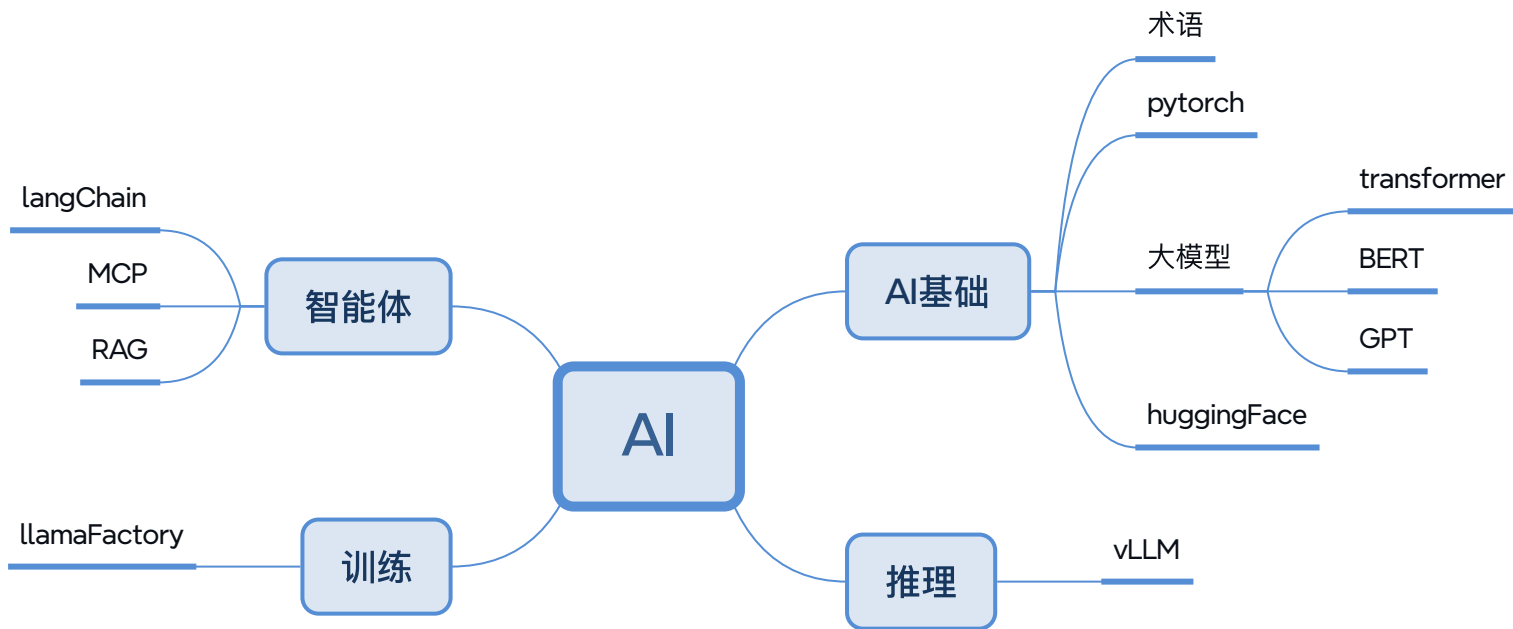 术语
pytorch
transformer
langChain
大模型
BERT
MCP
智能体
AI基础
GPT
RAG
huggingFace
AI
llamaFactory
训练
推理
vLLM